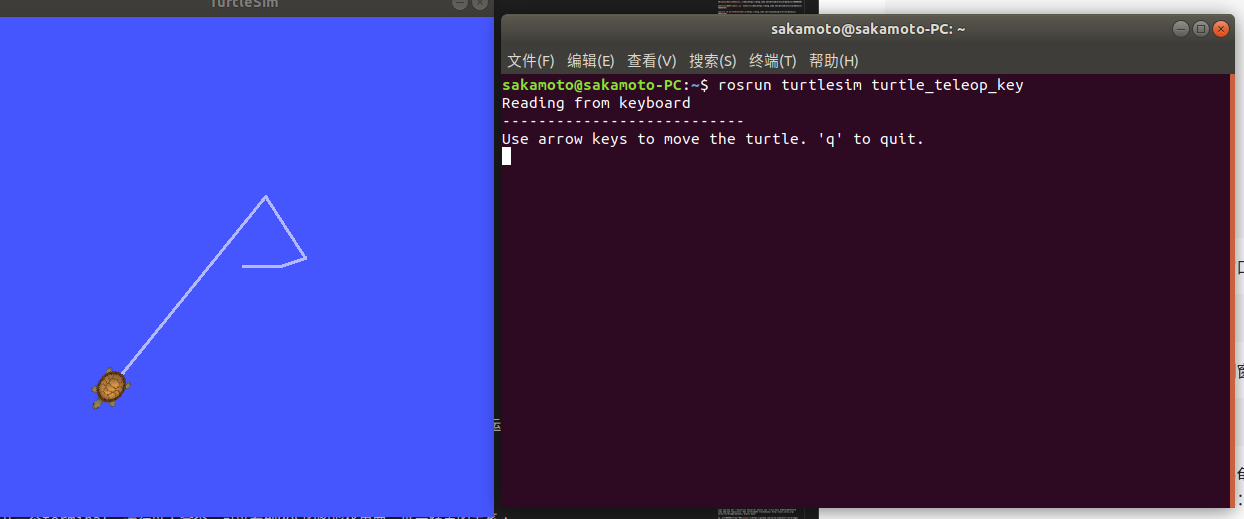 TurtleSim
sakamoto@sakamoto-PC: ~
文件(F) 编辑(E) 查看(V) 搜索(S) 终端(T) 帮助(H)
sakamoto@sakamoto-PC:~$ rosrun turtlesim turtle_teleop_key
Reading from keyboard
---------------------------
Use arrow keys to move the turtle. 'q' to quit.